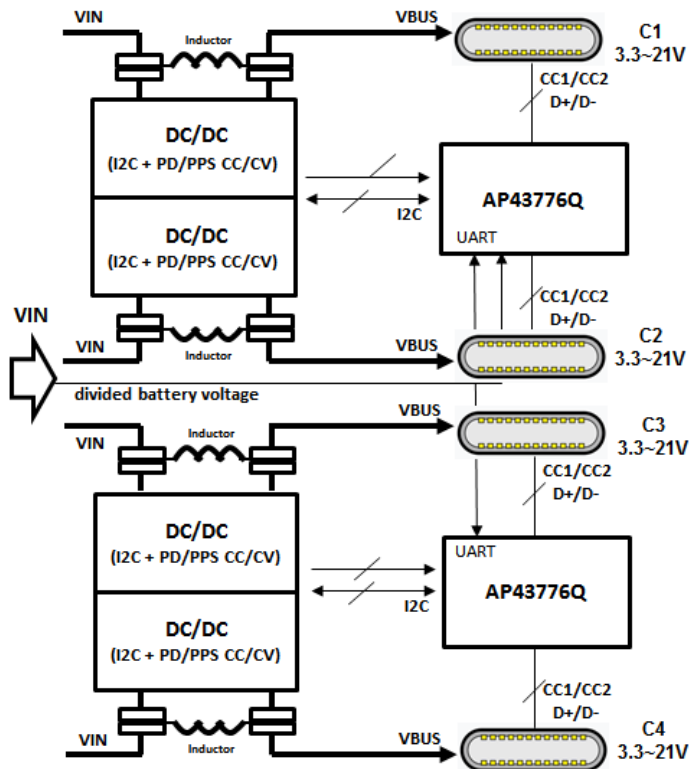 VIN
VBUS
C1
3.3~21V
Inductor
CC1/CC2
D+/D-
DC/DC
(I2C + PD/PPS CC/CV)
AP43776Q
I2C
DC/DC
(I2C + PD/PPS CC/CV)
UART
CC1/CC2
D+/D-
VIN
VIN
Inductor
VBUS
C2
3.3~21V
divided battery voltage
VIN
VBUS
C3
3.3~21V
Inductor
CC1/CC2
D+/D-
DC/DC
(I2C + PD/PPS CC/CV)
UART
AP43776Q
I2C
DC/DC
(I2C + PD/PPS CC/CV)
CC1/CC2
D+/D-
VIN
Inductor
VBUS
C4
3.3~21V